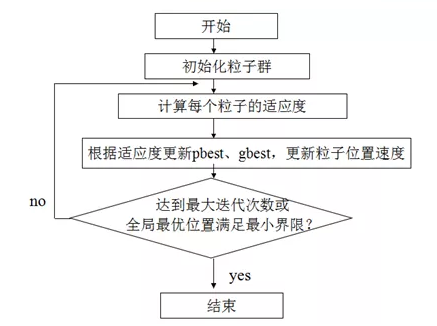 开始
初始化粒子群
计算每个粒子的适应度
根据适应度更新pbest、gbest，更新粒子位置速度
达到最大迭代次数或
全局最优位置满足最小界限？
no
yes
结束